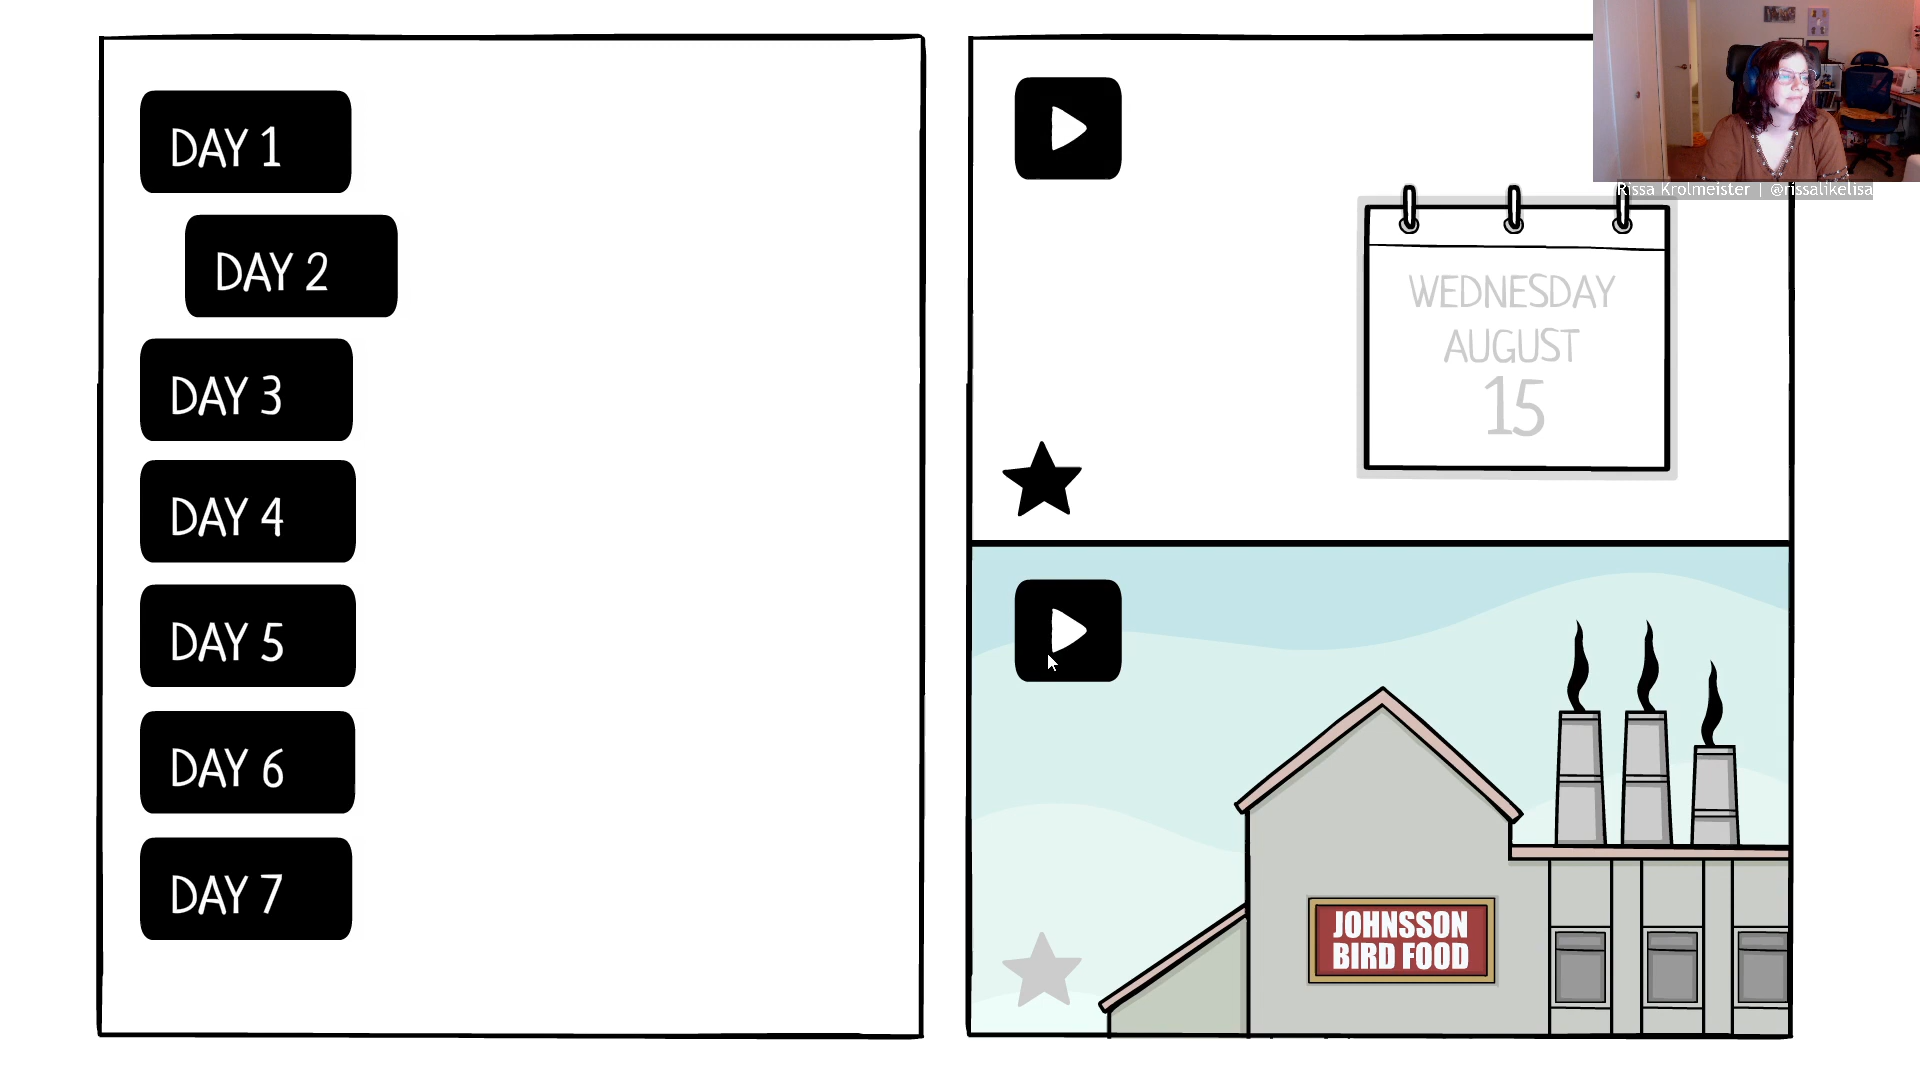 DAY 1
DAY 2
DAY 3
DAY 4
DAY 5
DAY 6
DAY 7
Rissa Krolmeister | @rissalikelisa
WEDNESDAY
AUGUST
15
JOHNSSON
BIRD FOOD